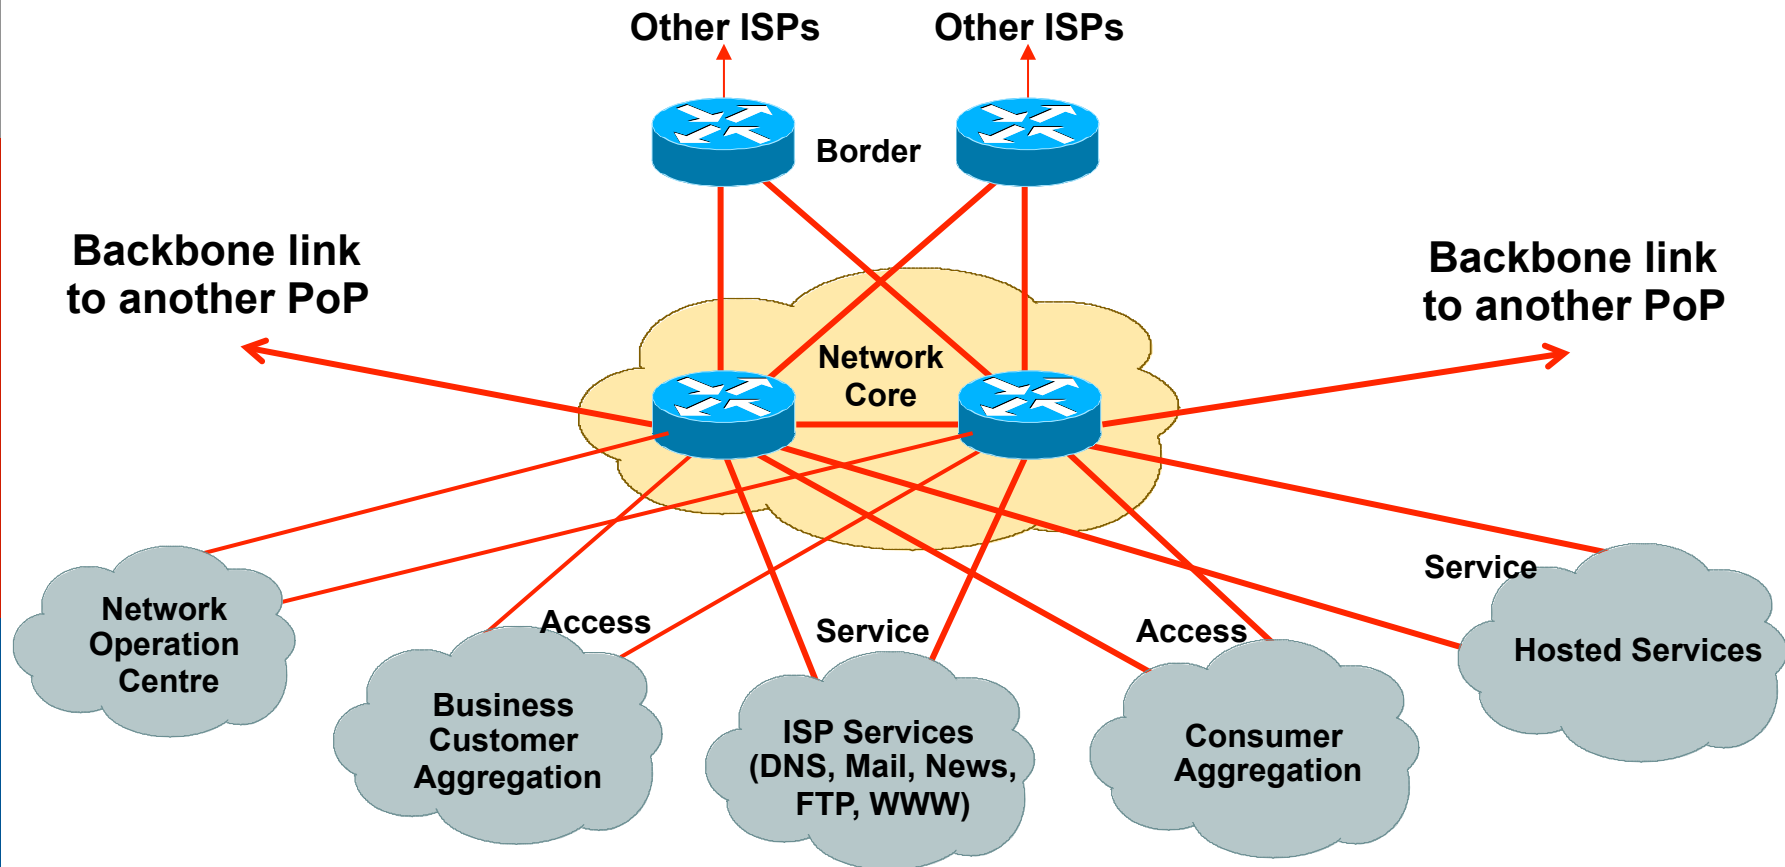 Other ISPs
Other ISPs
Border
Backbone link
to another PoP
Backbone link
to another PoP
Network
Core
Network
Operation
Centre
Access
Business
Customer
Aggregation
Service
ISP Services
(DNS, Mail, News,
FTP, WWW)
Access
Consumer
Aggregation
Service
Hosted Services